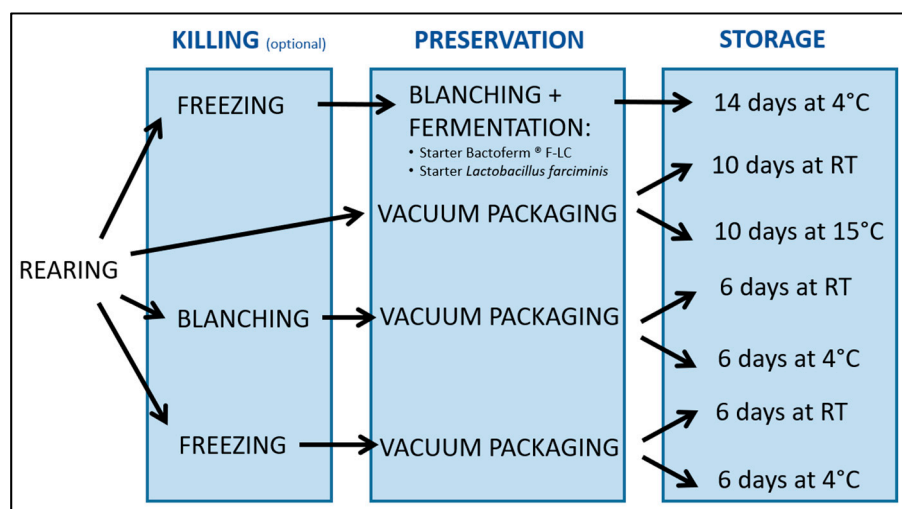 KILLING (optional)
PRESERVATION
STORAGE
FREEZING
BLANCHING +
FERMENTATION:
• Starter Bactoferm ® F-LC
• Starter Lactobacillus farciminis
14 days at 4°C
10 days at RT
VACUUM PACKAGING
10 days at 15°C
REARING
6 days at RT
BLANCHING
VACUUM PACKAGING
6 days at 4°C
6 days at RT
FREEZING
VACUUM PACKAGING
6 days at 4°C